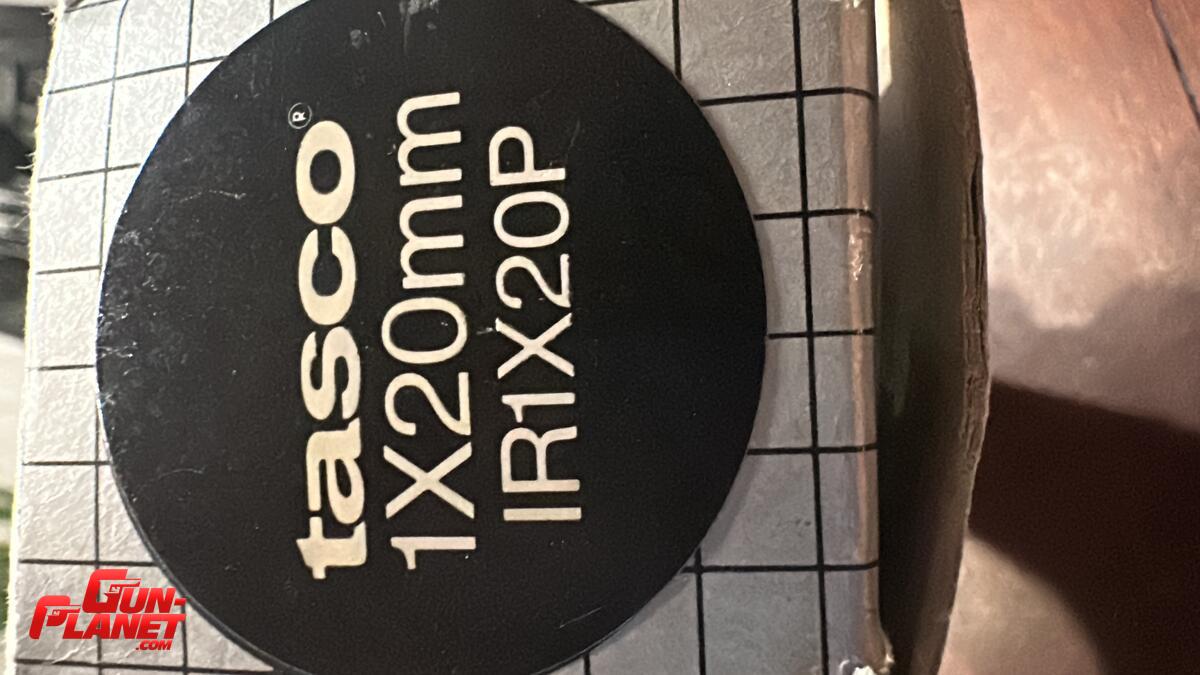 tasco®
1X20mm
IR1X20P
GUN-
PLANET
.COM